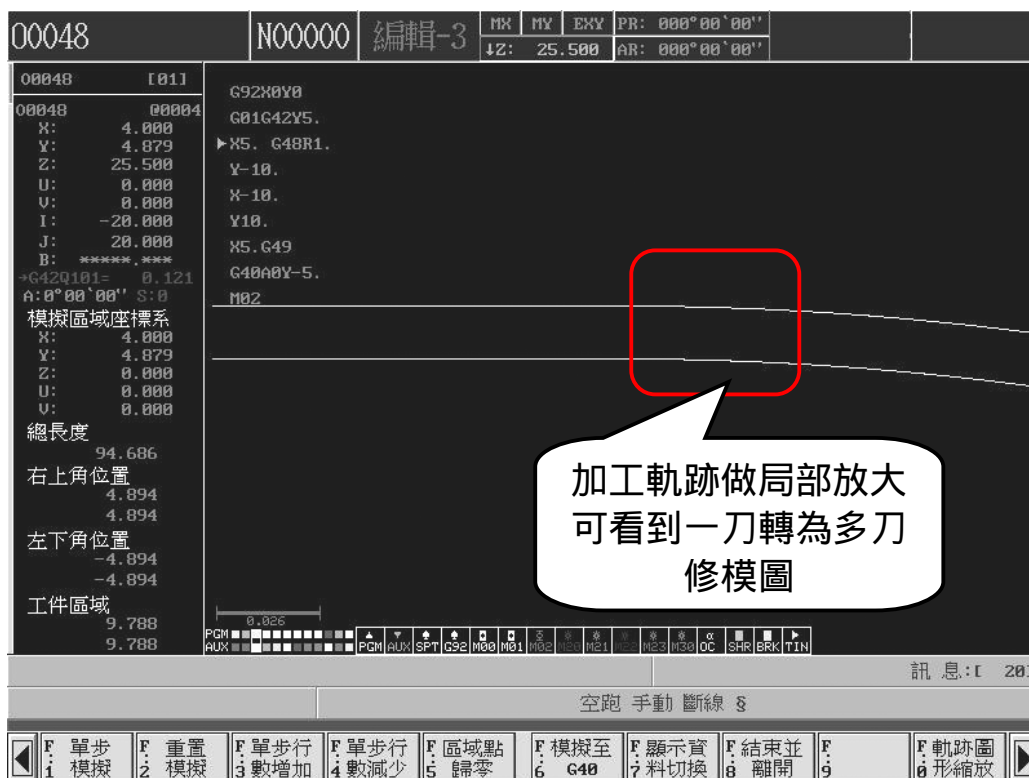 O0048
N00000
編輯-3
MX MY EXY PR: 000°00`00''
↓Z: 25.500 AR: 000°00`00''
O0048 [01]
O0048 @0004
X: 4.000
Y: 4.879
Z: 25.500
U: 0.000
V: 0.000
I: -20.000
J: 20.000
B: *****.***
→G42Q101= 0.121
A:0°00`00'' S:0
模擬區域座標系
X: 4.000
Y: 4.879
Z: 0.000
U: 0.000
V: 0.000
總長度
94.686
右上角位置
4.894
4.894
左下角位置
-4.894
-4.894
工件區域
9.788
9.788
G92X0Y0
G01G42Y5.
▶X5. G48R1.
Y-10.
X-10.
Y10.
X5.G49
G40A0Y-5.
M02
加工軌跡做局部放大
可看到一刀轉為多刀
修模圖
0.026
PGM
AUX PGM AUX SPT G92 M00 M01 M02 M20 M21 M22 M23 M30 OC SHR BRK TIN
訊 息:[ 201
空跑 手動 斷線 §
F1 單步模擬
F2 重置模擬
F3 單步行數增加
F4 單步行數減少
F5 區域點歸零
F6 模擬至G40
F7 顯示資料切換
F8 結束並離開
F9
F0 軌跡圖形縮放